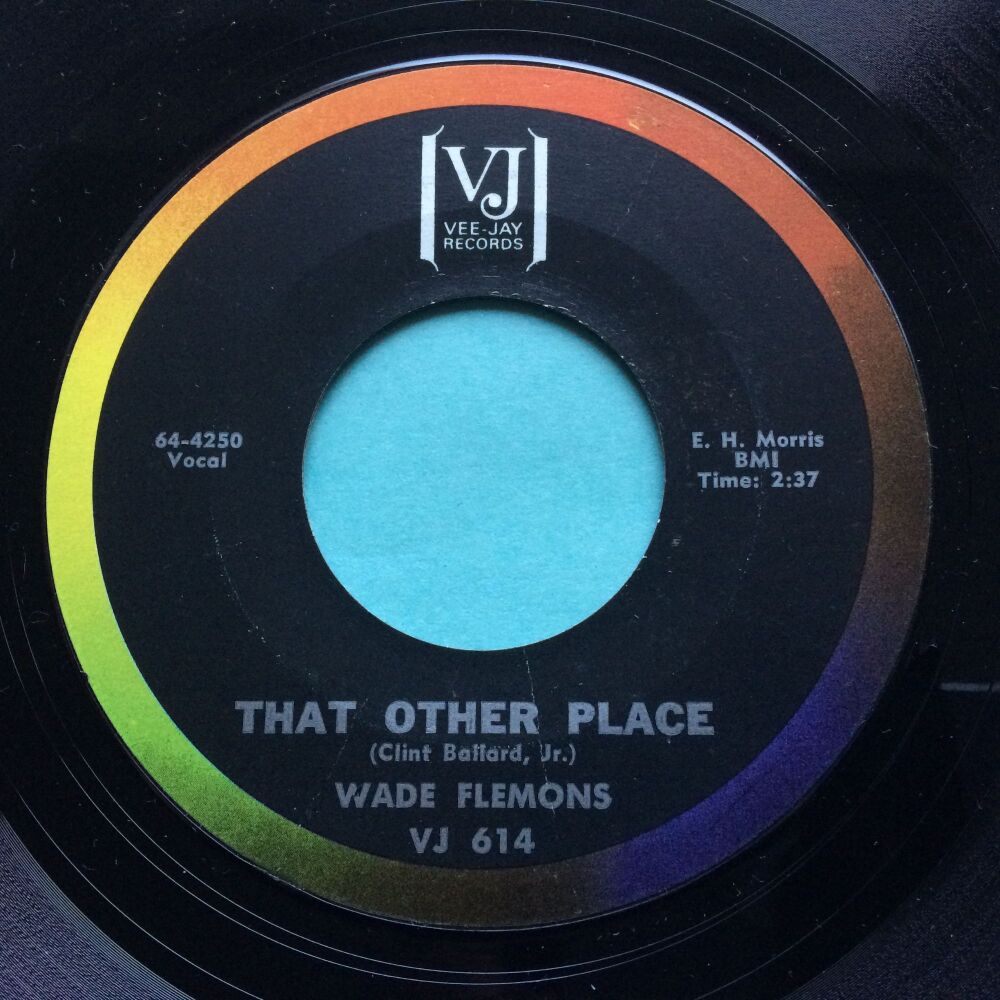 VJ
VEE-JAY
RECORDS
64-4250
Vocal
E. H. Morris
BMI
Time: 2:37
THAT OTHER PLACE
(Clint Ballard, Jr.)
WADE FLEMONS
VJ 614